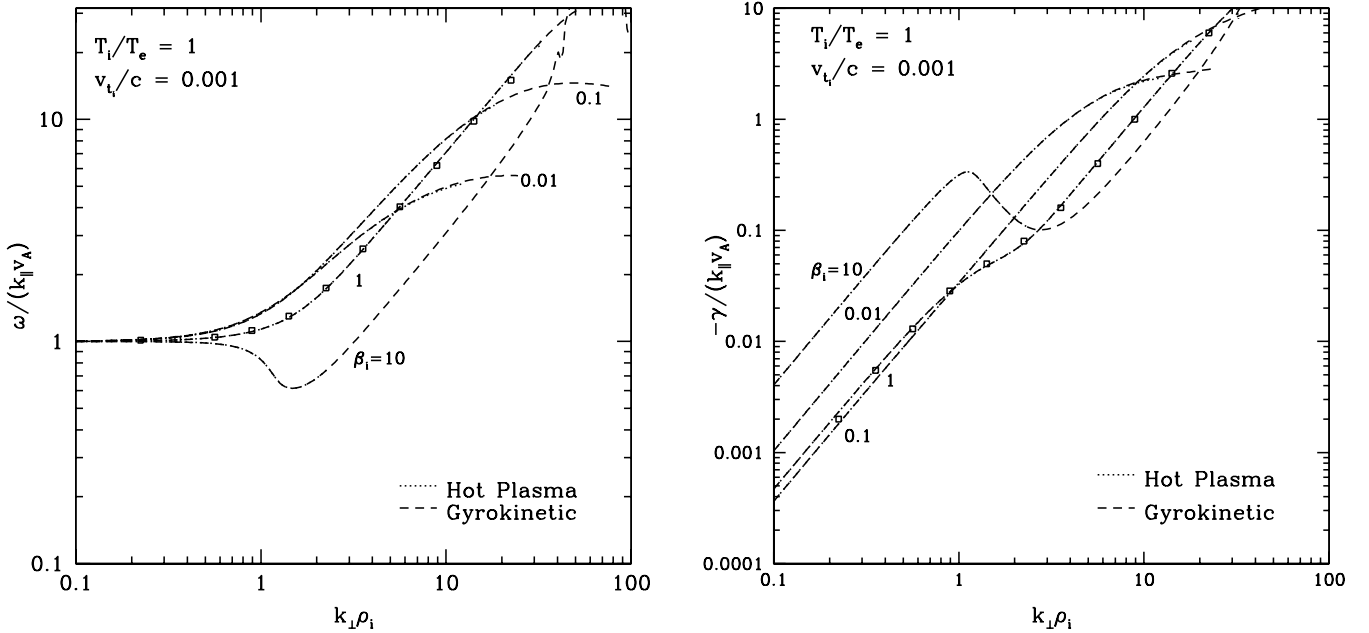 T_i/T_e = 1
v_{t_i}/c = 0.001
ω/(k_∥v_A)
10
1
0.1
0.1
0.01
1
β_i=10
Hot Plasma
Gyrokinetic
0.1
1
10
100
k_⊥ρ_i
T_i/T_e = 1
v_{t_i}/c = 0.001
−γ/(k_∥v_A)
10
1
0.1
0.01
0.001
0.0001
β_i=10
0.01
1
0.1
Hot Plasma
Gyrokinetic
0.1
1
10
100
k_⊥ρ_i